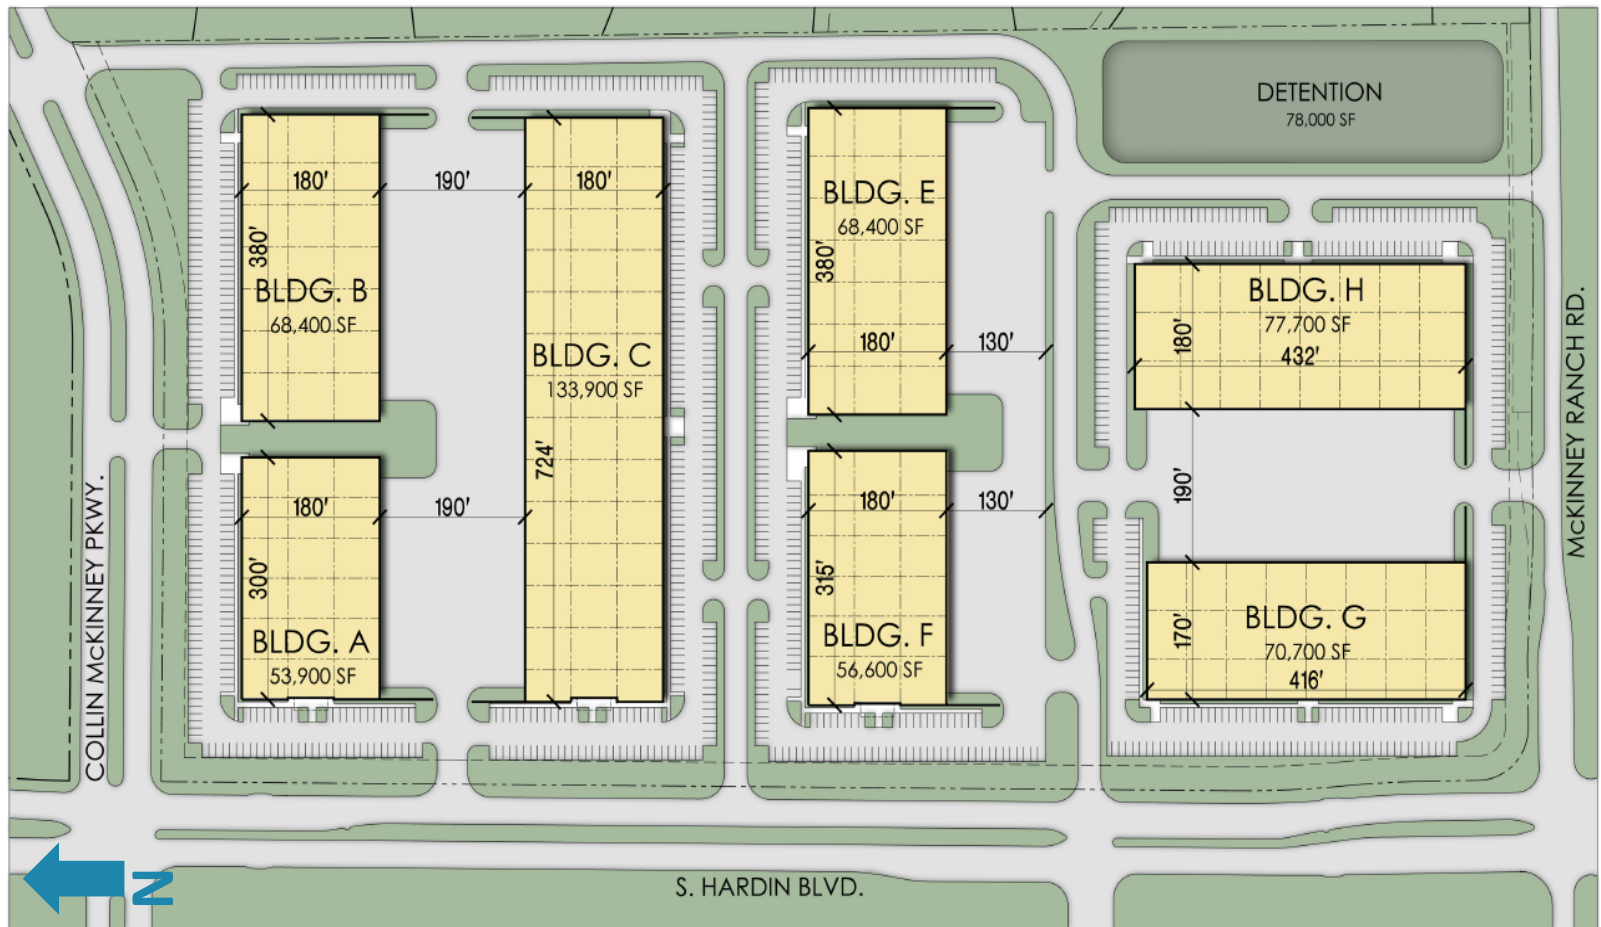 DETENTION
78,000 SF
180'
190'
180'
380'
BLDG. B
68,400 SF
BLDG. E
68,400 SF
380'
180'
130'
BLDG. H
77,700 SF
180'
432'
BLDG. C
133,900 SF
724'
McKINNEY RANCH RD.
COLLIN McKINNEY PKWY.
180'
190'
300'
BLDG. A
53,900 SF
180'
130'
315'
BLDG. F
56,600 SF
190'
BLDG. G
70,700 SF
170'
416'
S. HARDIN BLVD.
N